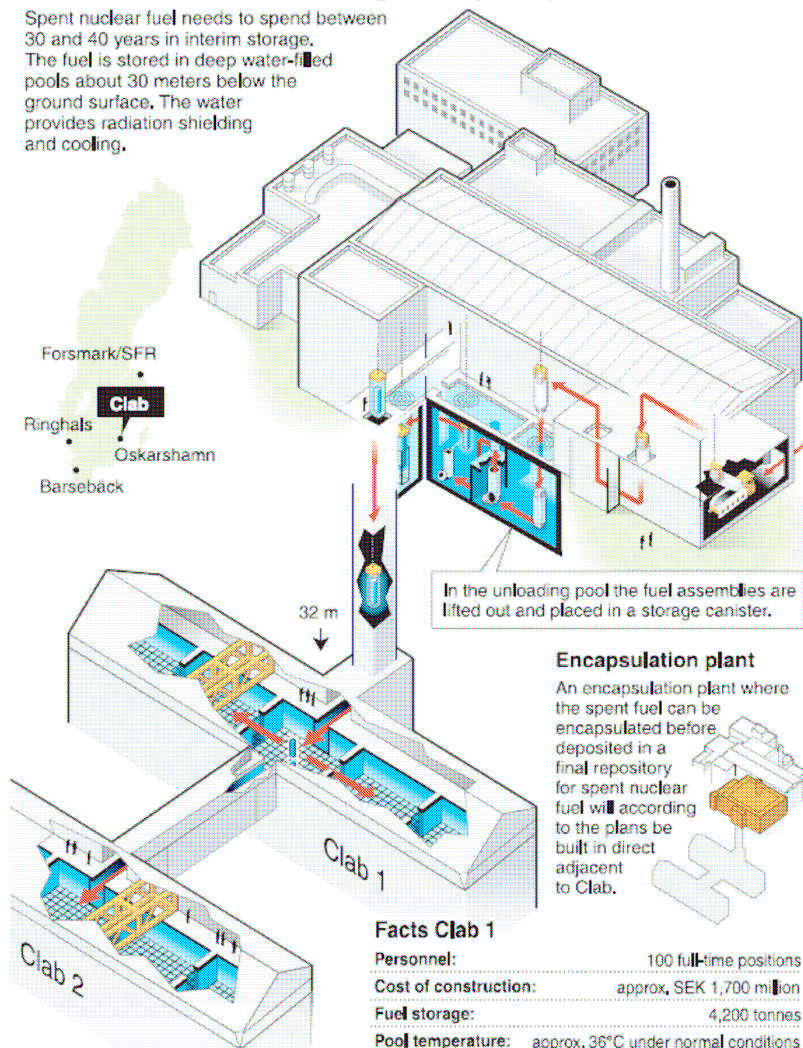 Spent nuclear fuel needs to spend between
30 and 40 years in interim storage.
The fuel is stored in deep water-filled
pools about 30 meters below the
ground surface. The water
provides radiation shielding
and cooling.
Forsmark/SFR
Clab
Ringhals
Oskarshamn
Barsebäck
In the unloading pool the fuel assemblies are
lifted out and placed in a storage canister.
32 m
Encapsulation plant
An encapsulation plant where
the spent fuel can be
encapsulated before
deposited in a
final repository
for spent nuclear
fuel will according
to the plans be
built in direct
adjacent
to Clab.
Clab 1
Clab 2
Facts Clab 1
Personnel: 100 full-time positions
Cost of construction: approx. SEK 1,700 million
Fuel storage: 4,200 tonnes
Pool temperature: approx. 36°C under normal conditions